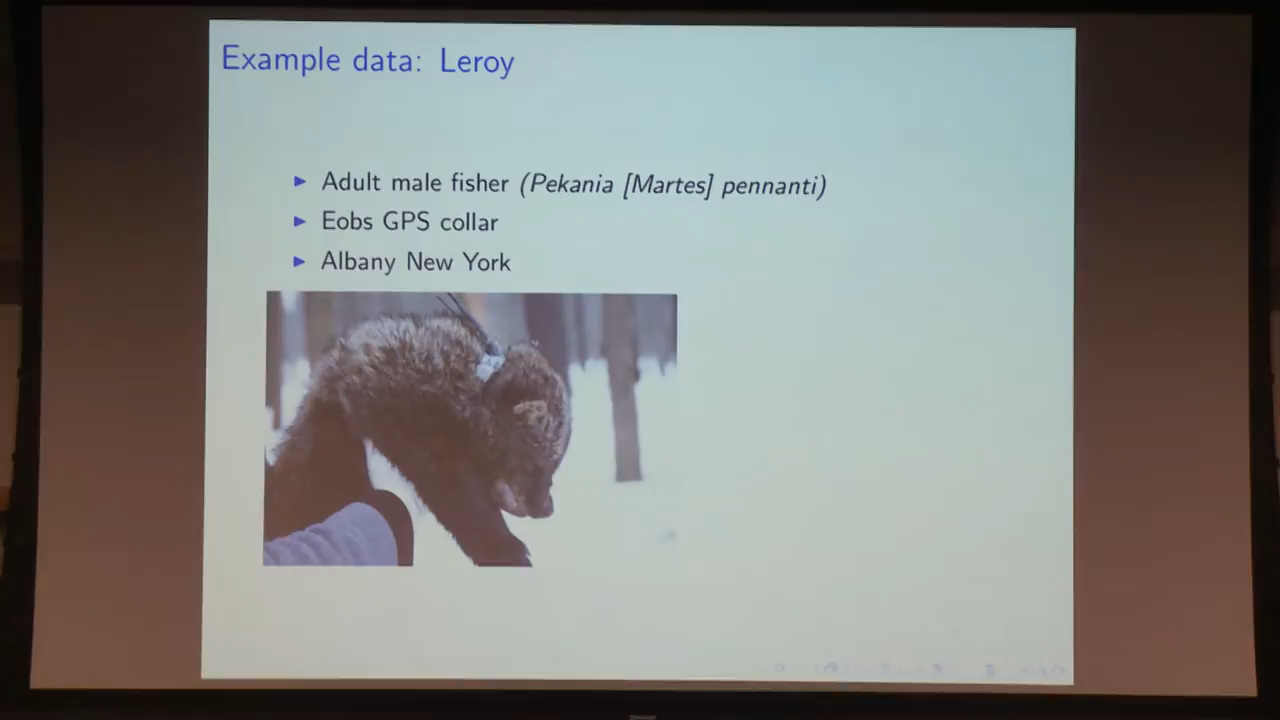 Example data: Leroy
Adult male fisher (Pekania [Martes] pennanti)
Eobs GPS collar
Albany New York